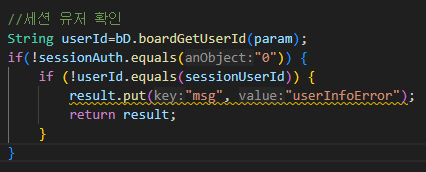 //세션 유저 확인
String userId=bD.boardGetUserId(param);
if(!sessionAuth.equals(anObject:"0")) {
if (!userId.equals(sessionUserId)) {
result.put(key:"msg", value:"userInfoError");
return result;
}
}